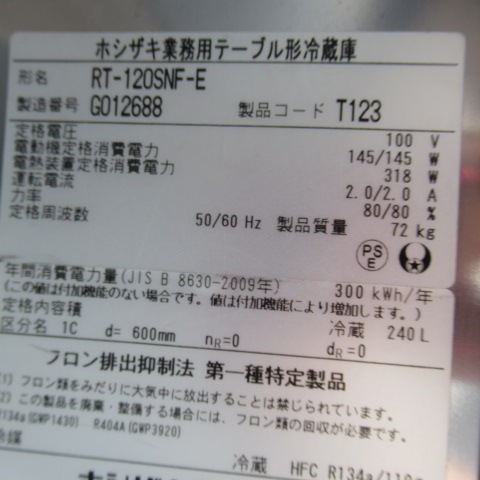 ホシザキ業務用テーブル形冷蔵庫
形名 RT-120SNF-E
製造番号 G012688 製品コード T123
定格電圧 100 V
電動機定格消費電力 145/145 W
電熱装置定格消費電力 318 W
運転電流 2.0/2.0 A
力率 80/80 %
定格周波数 50/60 Hz 製品質量 72 kg
PS
E
年間消費電力量(JIS B 8630-2009年) 300 kWh/年
(この値は付加機能のない場合です。値は付加機能により増加します。)
定格内容積 冷蔵 240 L
区分名 1C d= 600mm nR=0 dR=0
フロン排出抑制法 第一種特定製品
(1) フロン類をみだりに大気中に放出することは禁じられています。
(2) この製品を廃棄・整備する場合には、フロン類の回収が必要です。
R134a(GWP1430) R404A(GWP3920)
冷媒 冷蔵 HFC R134a/110g